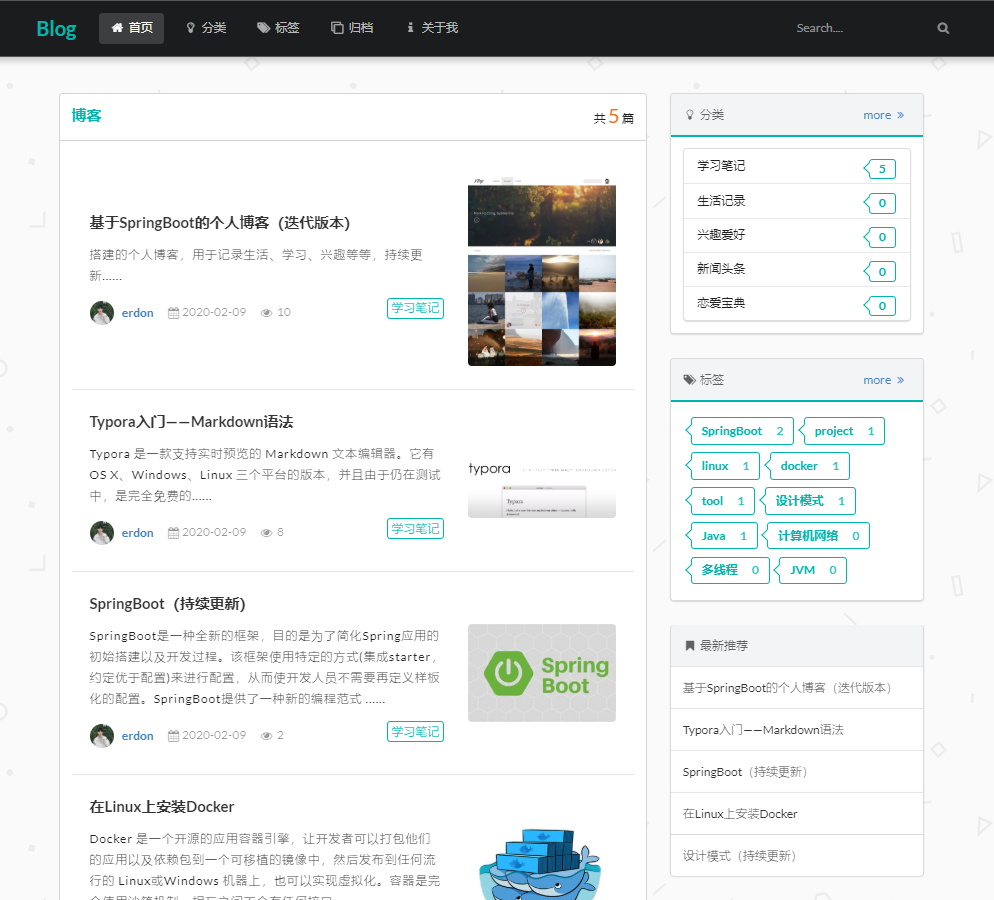 Blog 首页 分类 标签 归档 关于我 Search....
博客 共5篇
基于SpringBoot的个人博客（迭代版本）
搭建的个人博客，用于记录生活、学习、兴趣等等，持续更
新......
erdon 2020-02-09 10 学习笔记
Typora入门——Markdown语法
Typora 是一款支持实时预览的 Markdown 文本编辑器。它有
OS X、Windows、Linux 三个平台的版本，并且由于仍在测试
中，是完全免费的......
erdon 2020-02-09 8 学习笔记
typora
Typora
SpringBoot（持续更新）
SpringBoot是一种全新的框架，目的是为了简化Spring应用的
初始搭建以及开发过程。该框架使用特定的方式(集成starter，
约定优于配置)来进行配置，从而使开发人员不需要再定义样板
化的配置。SpringBoot提供了一种新的编程范式 ......
erdon 2020-02-09 2 学习笔记
Spring
Boot
在Linux上安装Docker
Docker 是一个开源的应用容器引擎，让开发者可以打包他们
的应用以及依赖包到一个可移植的镜像中，然后发布到任何流
行的 Linux或Windows 机器上，也可以实现虚拟化。容器是完
分类 more »
学习笔记 5
生活记录 0
兴趣爱好 0
新闻头条 0
恋爱宝典 0
标签 more »
SpringBoot 2 project 1
linux 1 docker 1
tool 1 设计模式 1
Java 1 计算机网络 0
多线程 0 JVM 0
最新推荐
基于SpringBoot的个人博客（迭代版本）
Typora入门——Markdown语法
SpringBoot（持续更新）
在Linux上安装Docker
设计模式（持续更新）